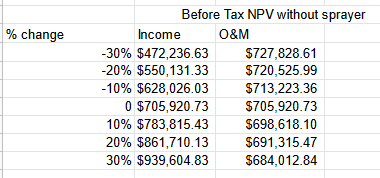 Before Tax NPV without sprayer
% change Income O&M
-30% $472,236.63 $727,828.61
-20% $550,131.33 $720,525.99
-10% $628,026.03 $713,223.36
0 $705,920.73 $705,920.73
10% $783,815.43 $698,618.10
20% $861,710.13 $691,315.47
30% $939,604.83 $684,012.84